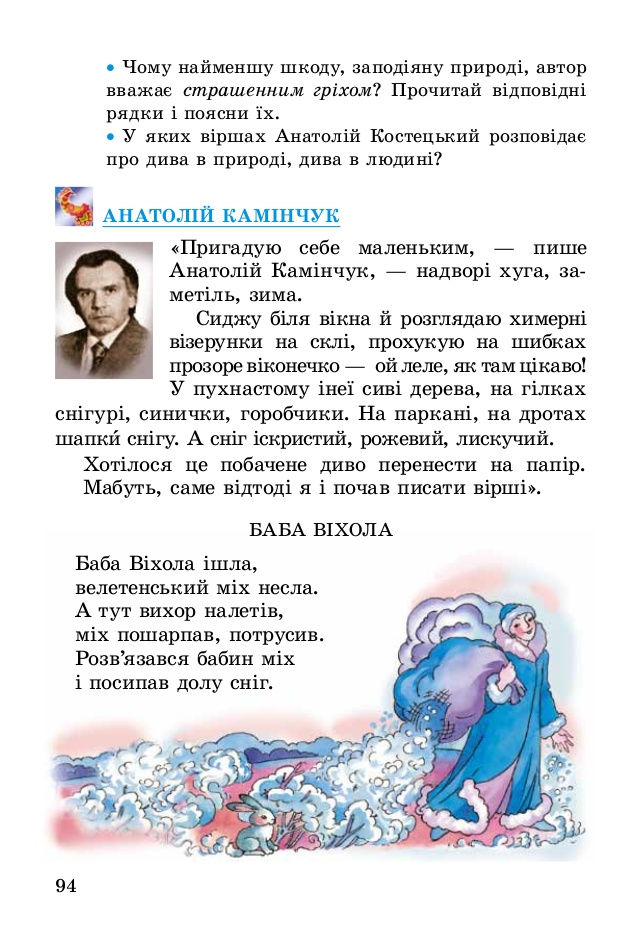 • Чому найменшу шкоду, заподіяну природі, автор
вважає страшенним гріхом? Прочитай відповідні
рядки і поясни їх.
• У яких віршах Анатолій Костецький розповідає
про дива в природі, дива в людині?
АНАТОЛІЙ КАМІНЧУК
«Пригадую себе маленьким, — пише
Анатолій Камінчук, — надворі хуга, за-
метіль, зима.
Сиджу біля вікна й розглядаю химерні
візерунки на склі, прохукую на шибках
прозоре віконечко — ой леле, як там цікаво!
У пухнастому інеї сиві дерева, на гілках
снігурі, синички, горобчики. На паркані, на дротах
шапки́ снігу. А сніг іскристий, рожевий, лискучий.
Хотілося це побачене диво перенести на папір.
Мабуть, саме відтоді я і почав писати вірші».
БАБА ВІХОЛА
Баба Віхола ішла,
велетенський міх несла.
А тут вихор налетів,
міх пошарпав, потрусив.
Розв’язався бабин міх
і посипав долу сніг.
94